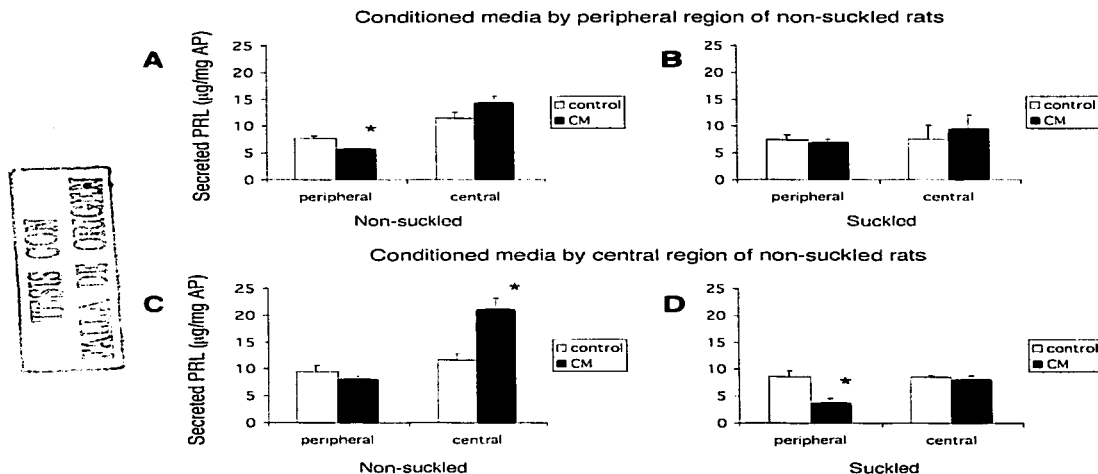 Conditioned media by peripheral region of non-suckled rats
A
Secreted PRL (µg/mg AP)
25
20
15
10
5
0
*
peripheral
central
Non-suckled
control
CM
B
25
20
15
10
5
0
peripheral
central
Suckled
control
CM
TESIS CON
FALLA DE ORIGEN
Conditioned media by central region of non-suckled rats
C
Secreted PRL (µg/mg AP)
25
20
15
10
5
0
*
peripheral
central
Non-suckled
control
CM
D
25
20
15
10
5
0
*
peripheral
central
Suckled
control
CM